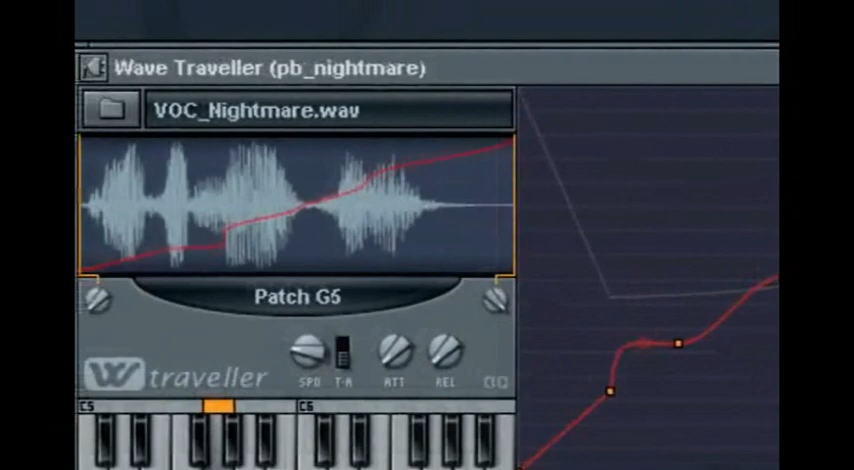 Wave Traveller (pb_nightmare)
VOC_Nightmare.wav
Patch G5
W traveller
SPD T-A ATT REL
C5 C6